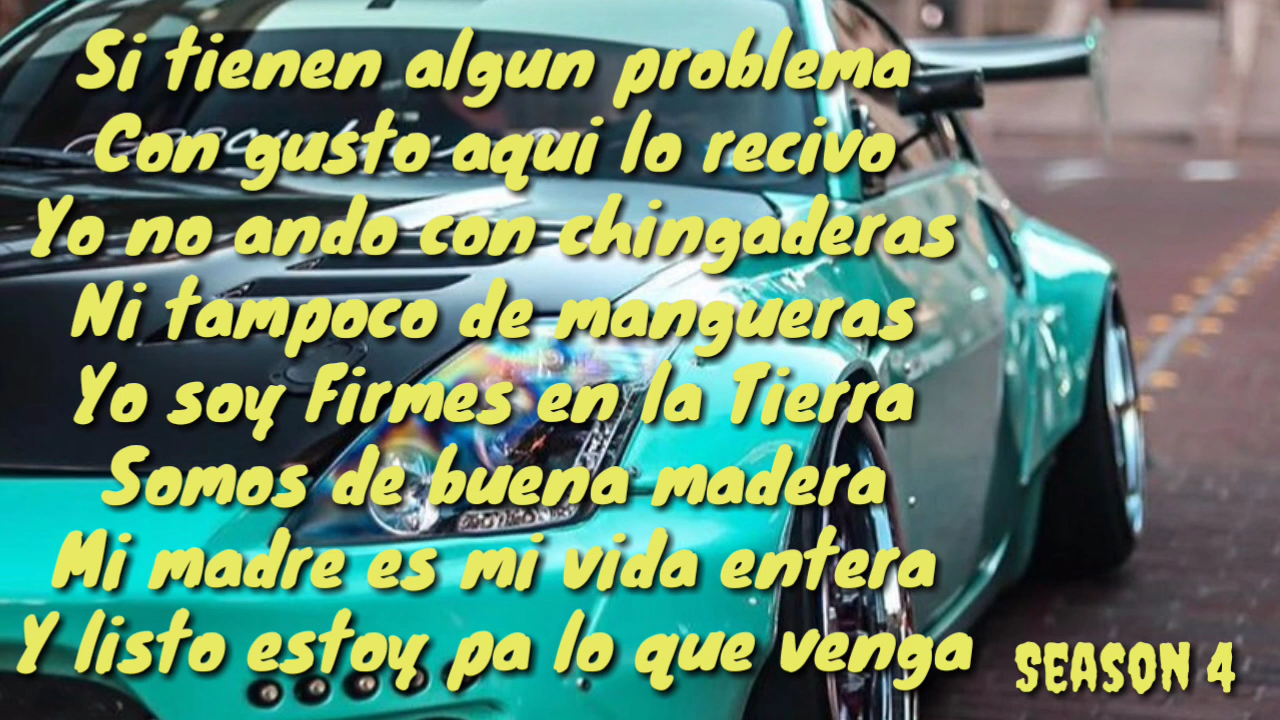 Si tienen algun problema
Con gusto aqui lo recivo
Yo no ando con chingaderas
Ni tampoco de mangueras
Yo soy Firmes en la Tierra
Somos de buena madera
Mi madre es mi vida entera
Y listo estoy pa lo que venga
SEASON 4